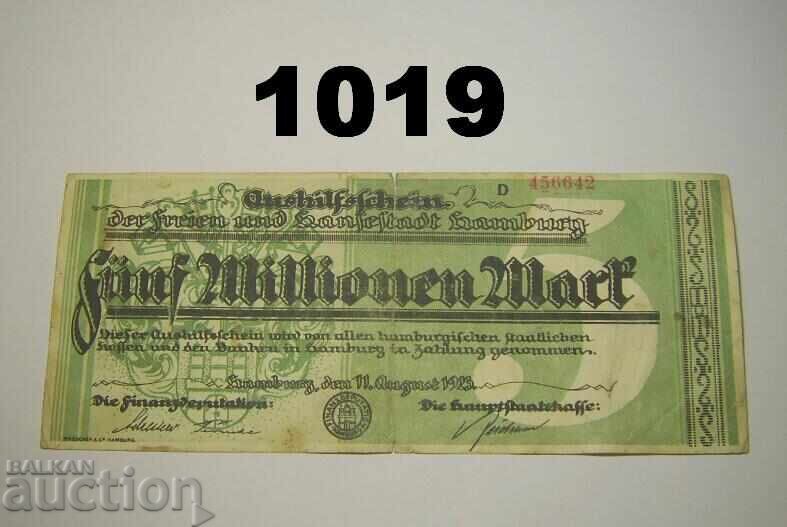 1019
D 456642
Aushilfsschein
der Freien und Hansestadt Hamburg
Fünf Millionen Mark
5
Dieser Aushilfsschein wird von allen hamburgischen staatlichen
Kassen und den Banken in Hamburg in Zahlung genommen.
Hamburg, den 11. August 1923.
Die Finanzdeputation:
Die Hauptstaatskasse:
HAMBURG
BALKAN
auction